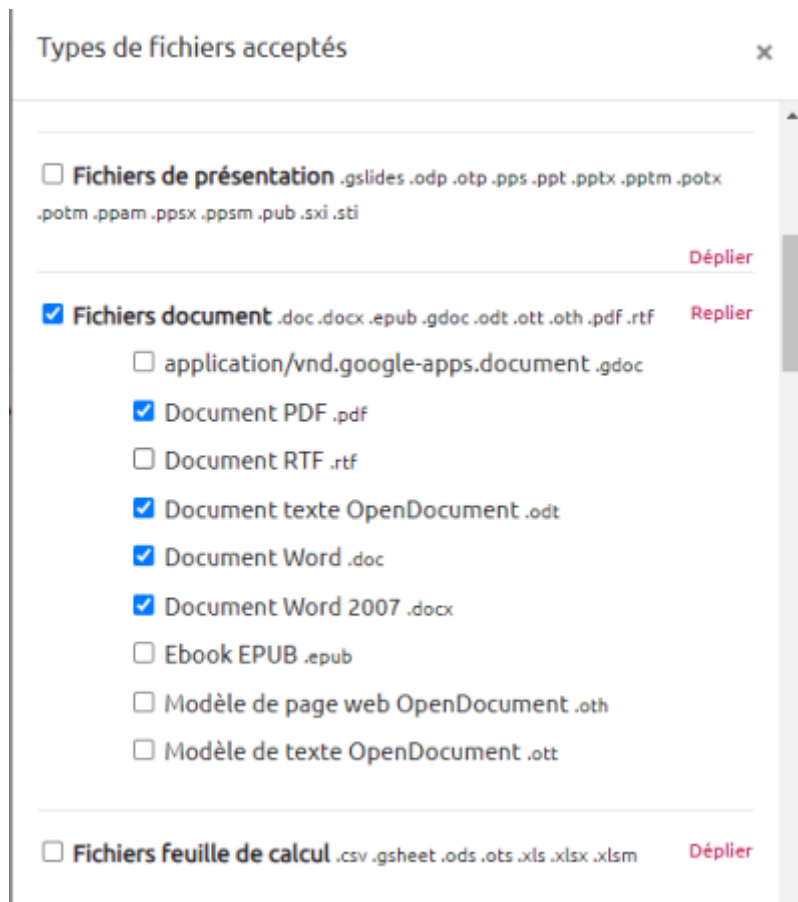 Types de fichiers acceptés ×
Fichiers de présentation .gslides .odp .otp .pps .ppt .pptx .pptm .potx
.potm .ppam .ppsx .ppsm .pub .sxi .sti
Déplier
Fichiers document .doc .docx .epub .gdoc .odt .ott .oth .pdf .rtf Replier
application/vnd.google-apps.document .gdoc
Document PDF .pdf
Document RTF .rtf
Document texte OpenDocument .odt
Document Word .doc
Document Word 2007 .docx
Ebook EPUB .epub
Modèle de page web OpenDocument .oth
Modèle de texte OpenDocument .ott
Fichiers feuille de calcul .csv .gsheet .ods .ots .xls .xlsx .xlsm Déplier